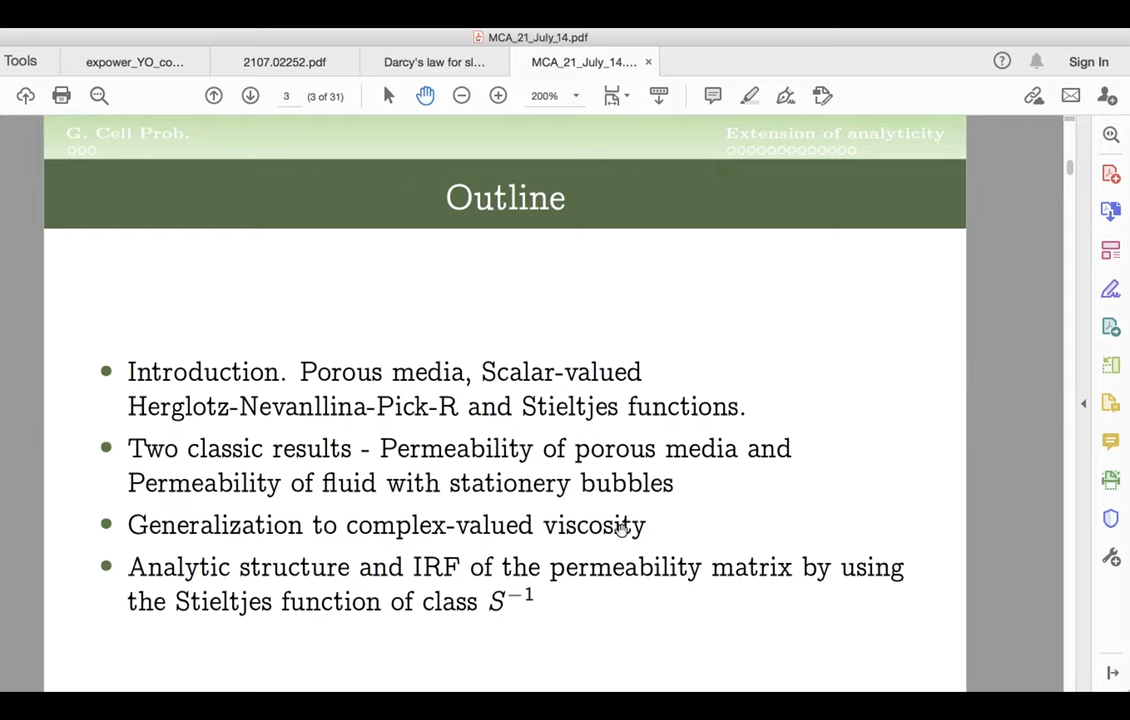 MCA_21_July_14.pdf
Tools
expower_YO_co...
2107.02252.pdf
Darcy's law for sl...
MCA_21_July_14....
×
?
Sign In
3
(3 of 31)
200%
G. Cell Prob.
Extension of analyticity
Outline
Introduction. Porous media, Scalar-valued
Herglotz-Nevanllina-Pick-R and Stieltjes functions.
Two classic results - Permeability of porous media and
Permeability of fluid with stationery bubbles
Generalization to complex-valued viscosity
Analytic structure and IRF of the permeability matrix by using
the Stieltjes function of class S⁻¹